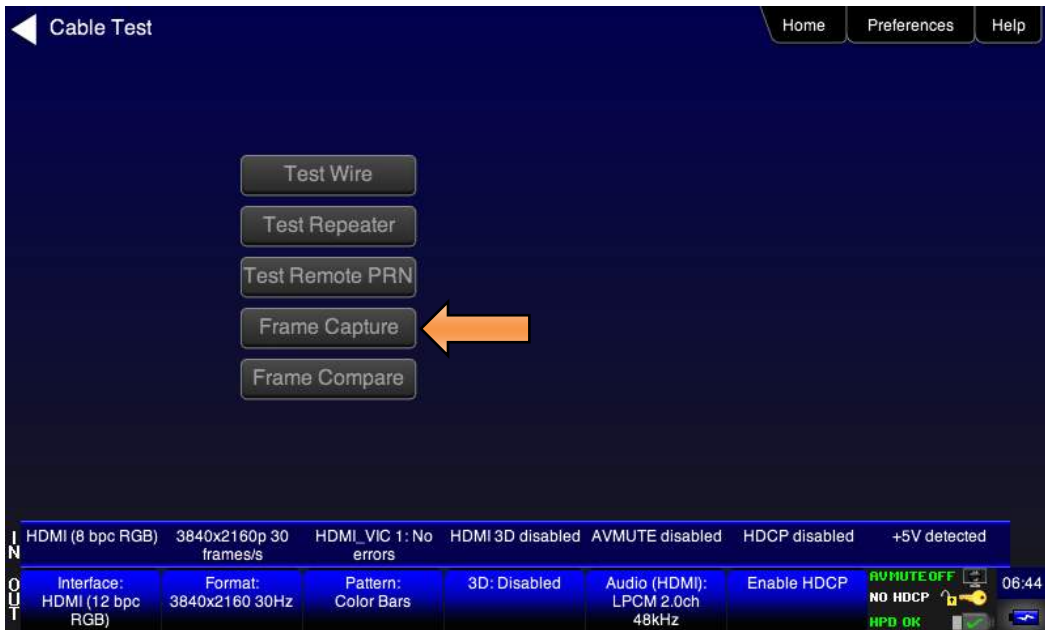 Cable Test
Home
Preferences
Help
Test Wire
Test Repeater
Test Remote PRN
Frame Capture
Frame Compare
IN
HDMI (8 bpc RGB)
3840x2160p 30
frames/s
HDMI_VIC 1: No
errors
HDMI 3D disabled
AVMUTE disabled
HDCP disabled
+5V detected
OUT
Interface:
HDMI (12 bpc
RGB)
Format:
3840x2160 30Hz
Pattern:
Color Bars
3D: Disabled
Audio (HDMI):
LPCM 2.0ch
48kHz
Enable HDCP
AVMUTEOFF
NO HDCP
HPD OK
06:44